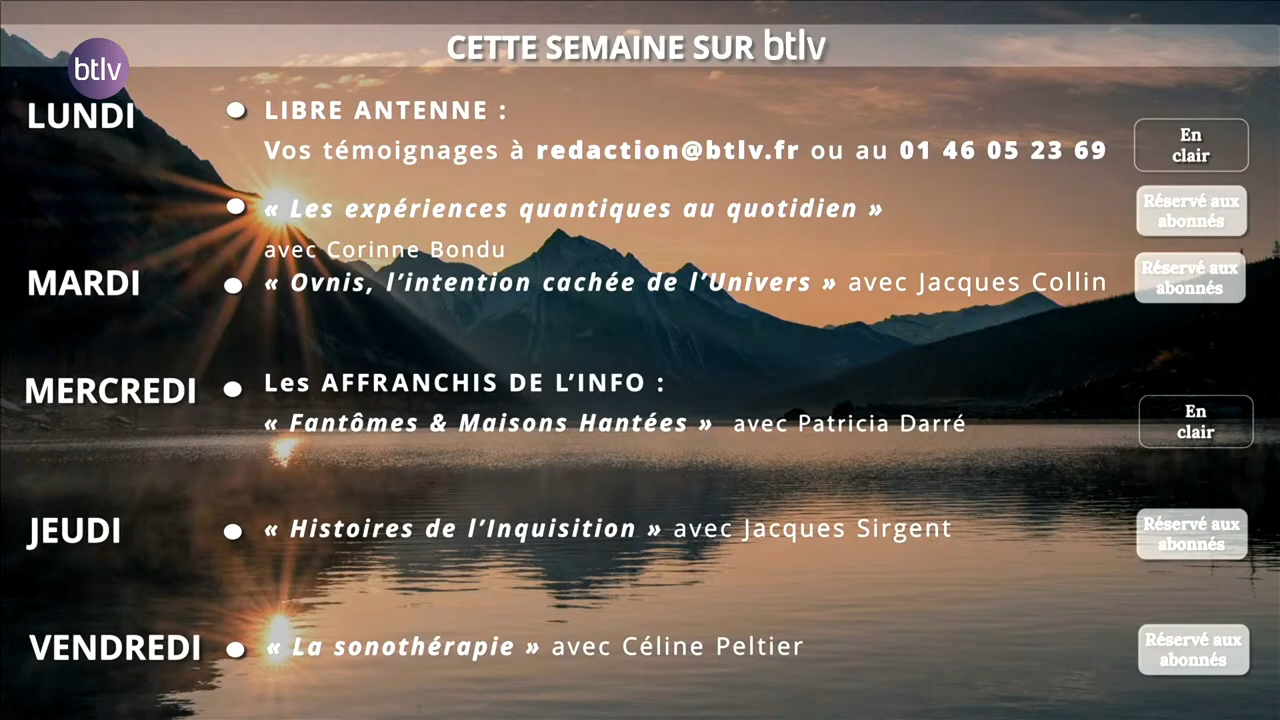 CETTE SEMAINE SUR btlv
btlv
LUNDI
LIBRE ANTENNE :
Vos témoignages à redaction@btlv.fr ou au 01 46 05 23 69
En
clair
« Les expériences quantiques au quotidien »
avec Corinne Bondu
Réservé aux
abonnés
MARDI
« Ovnis, l’intention cachée de l’Univers » avec Jacques Collin
Réservé aux
abonnés
MERCREDI
Les AFFRANCHIS DE L’INFO :
« Fantômes & Maisons Hantées » avec Patricia Darré
En
clair
JEUDI
« Histoires de l’Inquisition » avec Jacques Sirgent
Réservé aux
abonnés
VENDREDI
« La sonothérapie » avec Céline Peltier
Réservé aux
abonnés